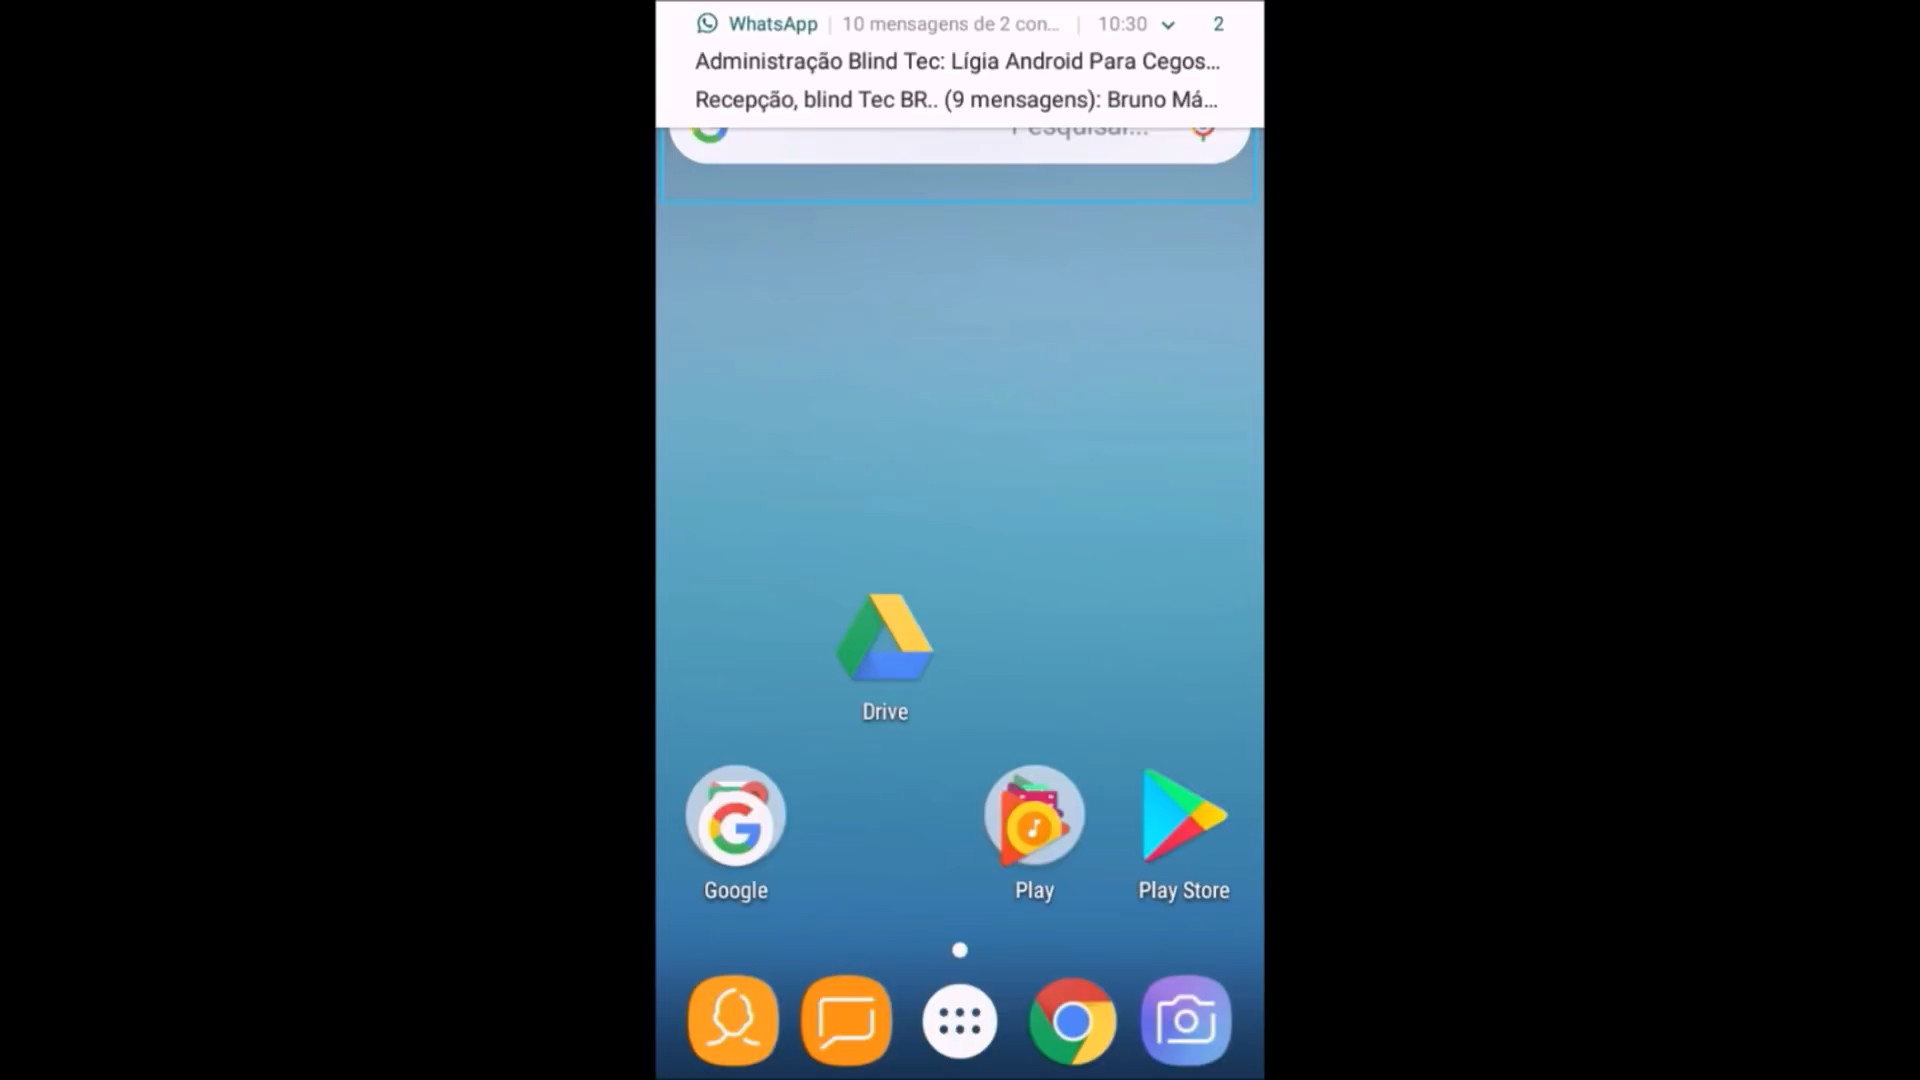 WhatsApp | 10 mensagens de 2 con... | 10:30 2
Administração Blind Tec: Lígia Android Para Cegos...
Recepção, blind Tec BR.. (9 mensagens): Bruno Má...
Pesquisar...
Drive
Google Play Play Store